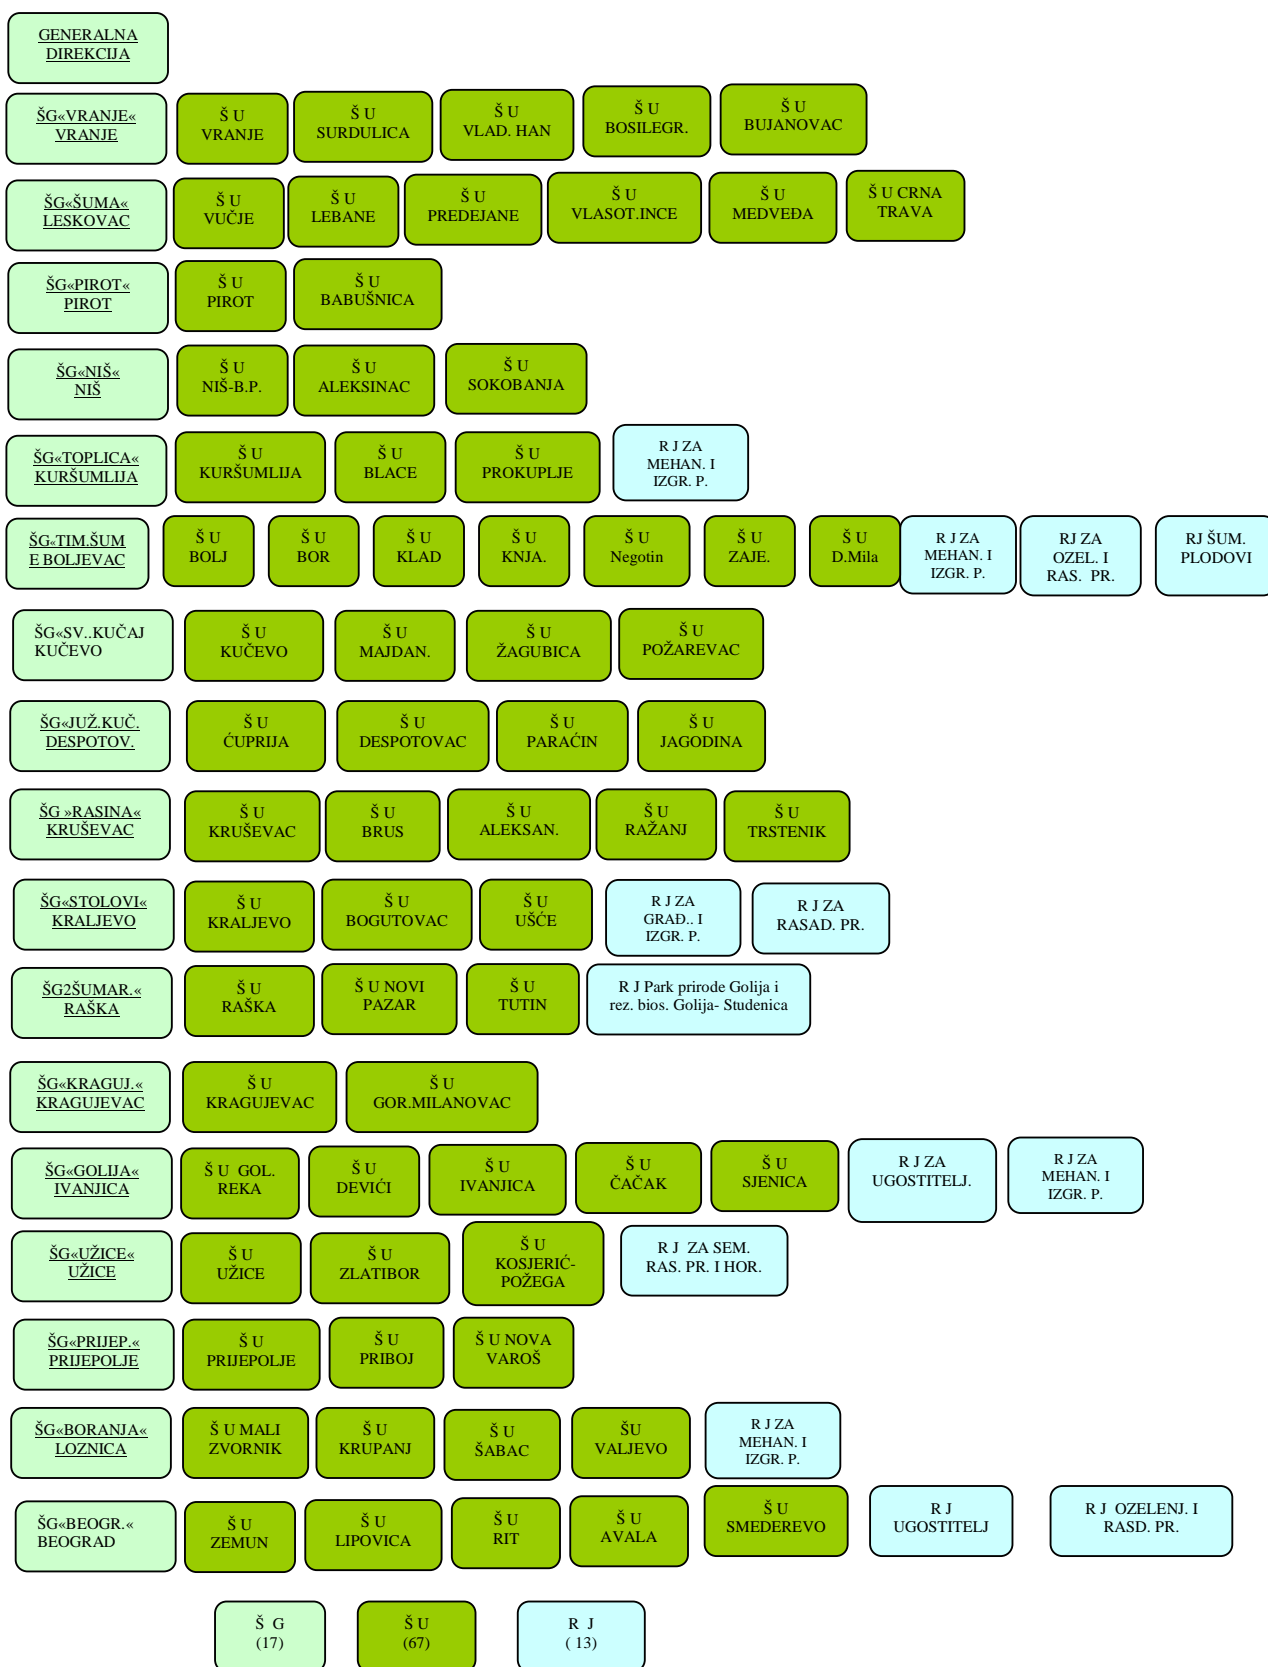 GENERALNA
DIREKCIJA
ŠG«VRANJE«
VRANJE
Š U
VRANJE
Š U
SURDULICA
Š U
VLAD. HAN
Š U
BOSILEGR.
Š U
BUJANOVAC
ŠG«ŠUMA«
LESKOVAC
Š U
VUČJE
Š U
LEBANE
Š U
PREDEJANE
Š U
VLASOT.INCE
Š U
MEDVEĐA
Š U CRNA
TRAVA
ŠG«PIROT«
PIROT
Š U
PIROT
Š U
BABUŠNICA
ŠG«NIŠ«
NIŠ
Š U
NIŠ-B.P.
Š U
ALEKSINAC
Š U
SOKOBANJA
ŠG«TOPLICA«
KURŠUMLIJA
Š U
KURŠUMLIJA
Š U
BLACE
Š U
PROKUPLJE
R J ZA
MEHAN. I
IZGR. P.
ŠG«TIM.ŠUM
E BOLJEVAC
Š U
BOLJ
Š U
BOR
Š U
KLAD
Š U
KNJA.
Š U
Negotin
Š U
ZAJE.
Š U
D.Mila
R J ZA
MEHAN. I
IZGR. P.
RJ ZA
OZEL. I
RAS. PR.
RJ ŠUM.
PLODOVI
ŠG«SV..KUČAJ
KUČEVO
Š U
KUČEVO
Š U
MAJDAN.
Š U
ŽAGUBICA
Š U
POŽAREVAC
ŠG«JUŽ.KUČ.
DESPOTOV.
Š U
ĆUPRIJA
Š U
DESPOTOVAC
Š U
PARAĆIN
Š U
JAGODINA
ŠG »RASINA«
KRUŠEVAC
Š U
KRUŠEVAC
Š U
BRUS
Š U
ALEKSAN.
Š U
RAŽANJ
Š U
TRSTENIK
ŠG«STOLOVI«
KRALJEVO
Š U
KRALJEVO
Š U
BOGUTOVAC
Š U
UŠĆE
R J ZA
GRAĐ.. I
IZGR. P.
R J ZA
RASAD. PR.
ŠG2ŠUMAR.«
RAŠKA
Š U
RAŠKA
Š U NOVI
PAZAR
Š U
TUTIN
R J Park prirode Golija i
rez. bios. Golija- Studenica
ŠG«KRAGUJ.«
KRAGUJEVAC
Š U
KRAGUJEVAC
Š U
GOR.MILANOVAC
ŠG«GOLIJA«
IVANJICA
Š U GOL.
REKA
Š U
DEVIĆI
Š U
IVANJICA
Š U
ČAČAK
Š U
SJENICA
R J ZA
UGOSTITELJ.
R J ZA
MEHAN. I
IZGR. P.
ŠG«UŽICE«
UŽICE
Š U
UŽICE
Š U
ZLATIBOR
Š U
KOSJERIĆ-
POŽEGA
R J ZA SEM.
RAS. PR. I HOR.
ŠG«PRIJEP.«
PRIJEPOLJE
Š U
PRIJEPOLJE
Š U
PRIBOJ
Š U NOVA
VAROŠ
ŠG«BORANJA«
LOZNICA
Š U MALI
ZVORNIK
Š U
KRUPANJ
Š U
ŠABAC
ŠU
VALJEVO
R J ZA
MEHAN. I
IZGR. P.
ŠG«BEOGR.«
BEOGRAD
Š U
ZEMUN
Š U
LIPOVICA
Š U
RIT
Š U
AVALA
Š U
SMEDEREVO
R J
UGOSTITELJ
R J OZELENJ. I
RASD. PR.
Š G
(17)
Š U
(67)
R J
( 13)